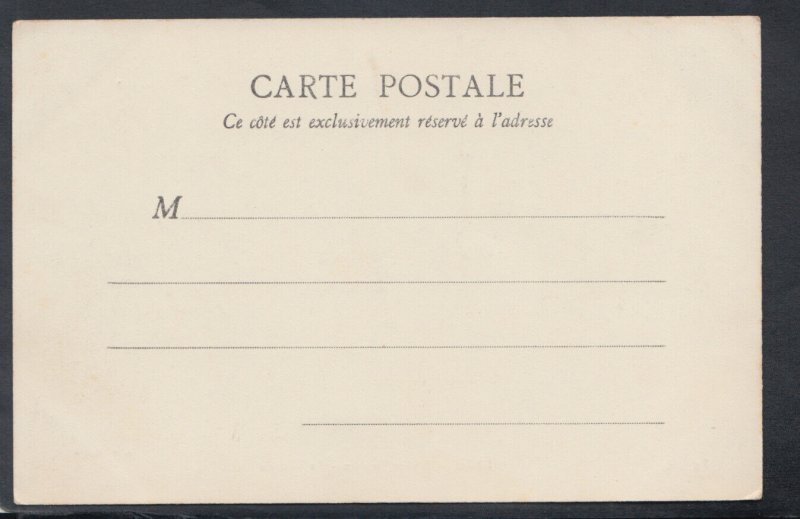 CARTE POSTALE
Ce côté est exclusivement réservé à l'adresse
M